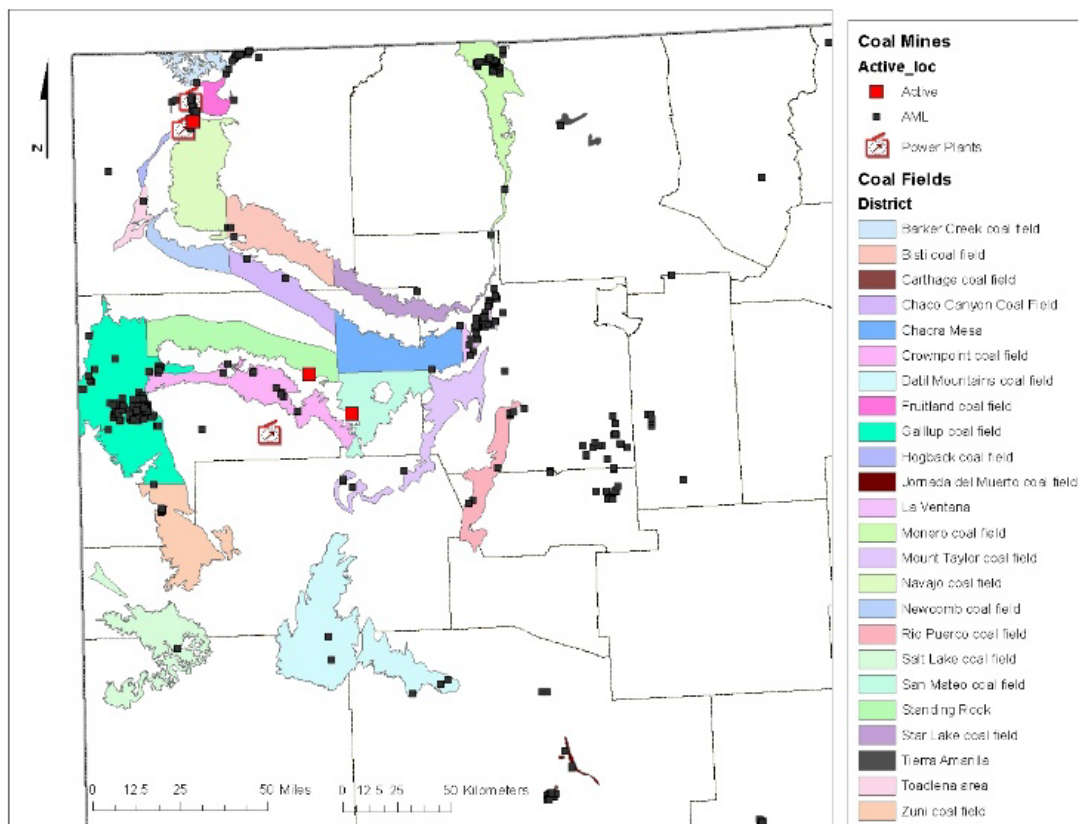 Coal Mines
Active_loc
Active
AML
Power Plants
Coal Fields
District
Barker Creek coal field
Bisti coal field
Carthage coal field
Chaco Canyon Coal Field
Chacra Mesa
Crownpoint coal field
Datil Mountains coal field
Fruitland coal field
Gallup coal field
Hogback coal field
Jornada del Muerto coal field
La Ventana
Monero coal field
Mount Taylor coal field
Navajo coal field
Newcomb coal field
Rio Puerco coal field
Salt Lake coal field
San Mateo coal field
Standing Rock
Star Lake coal field
Tierra Amarilla
Toadlena area
Zuni coal field
N
0 12.5 25 50 Miles
0 12.5 25 50 Kilometers